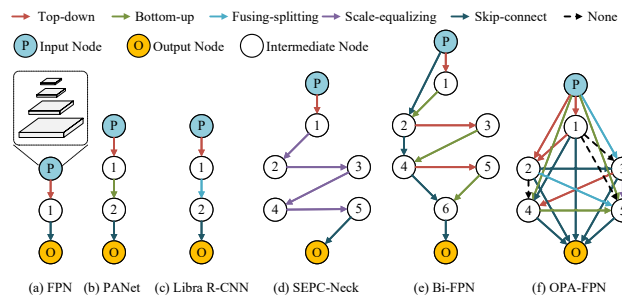 Top-down Bottom-up Fusing-splitting Scale-equalizing Skip-connect None
P Input Node O Output Node Intermediate Node
P 1 O
P 1 2 O
P 1 2 O
P 1 2 3 4 5 O
P 1 2 3 4 5 6 O
P 1 2 3 4 5 O
(a) FPN (b) PANet (c) Libra R-CNN (d) SEPC-Neck (e) Bi-FPN (f) OPA-FPN